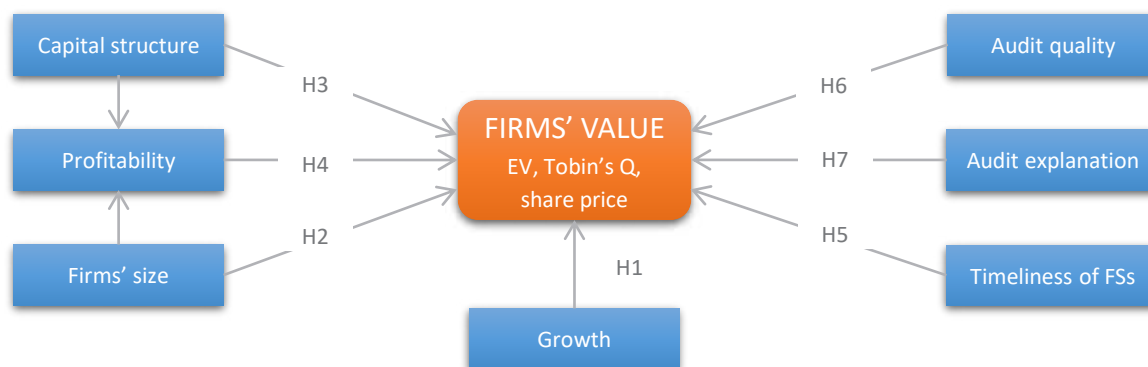 Capital structure
Audit quality
H3
H6
FIRMS’ VALUE
EV, Tobin’s Q,
share price
Profitability
H4
H7
Audit explanation
H2
H5
Firms’ size
H1
Timeliness of FSs
Growth